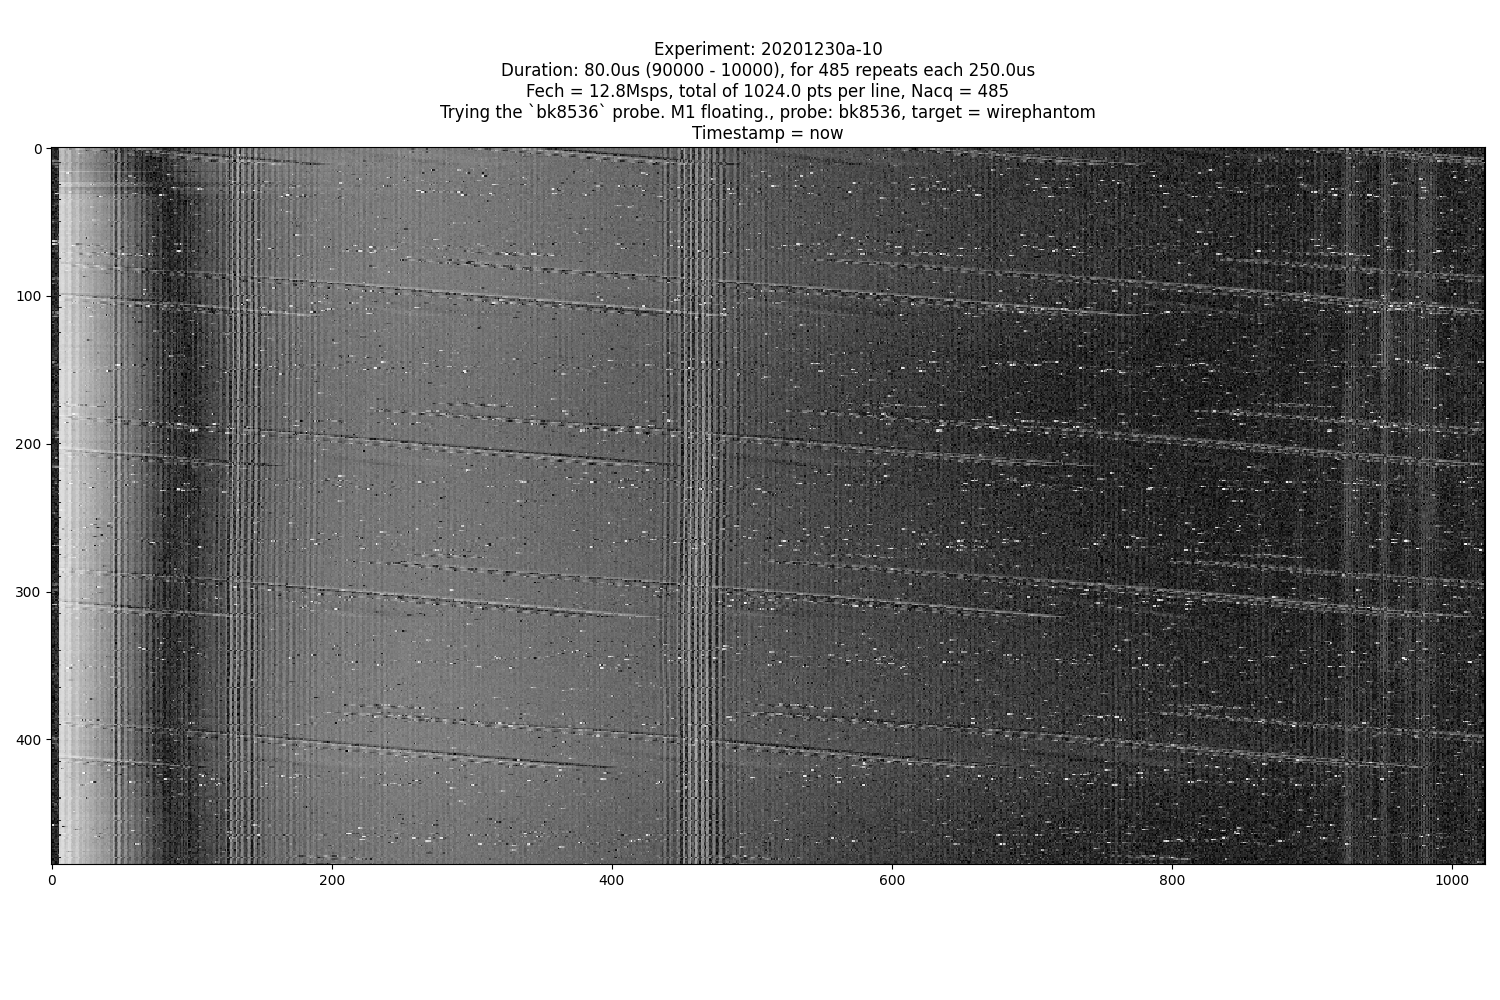 Experiment: 20201230a-10
Duration: 80.0us (90000 - 10000), for 485 repeats each 250.0us
Fech = 12.8Msps, total of 1024.0 pts per line, Nacq = 485
Trying the `bk8536` probe. M1 floating., probe: bk8536, target = wirephantom
Timestamp = now
0
100
200
300
400
0 200 400 600 800 1000